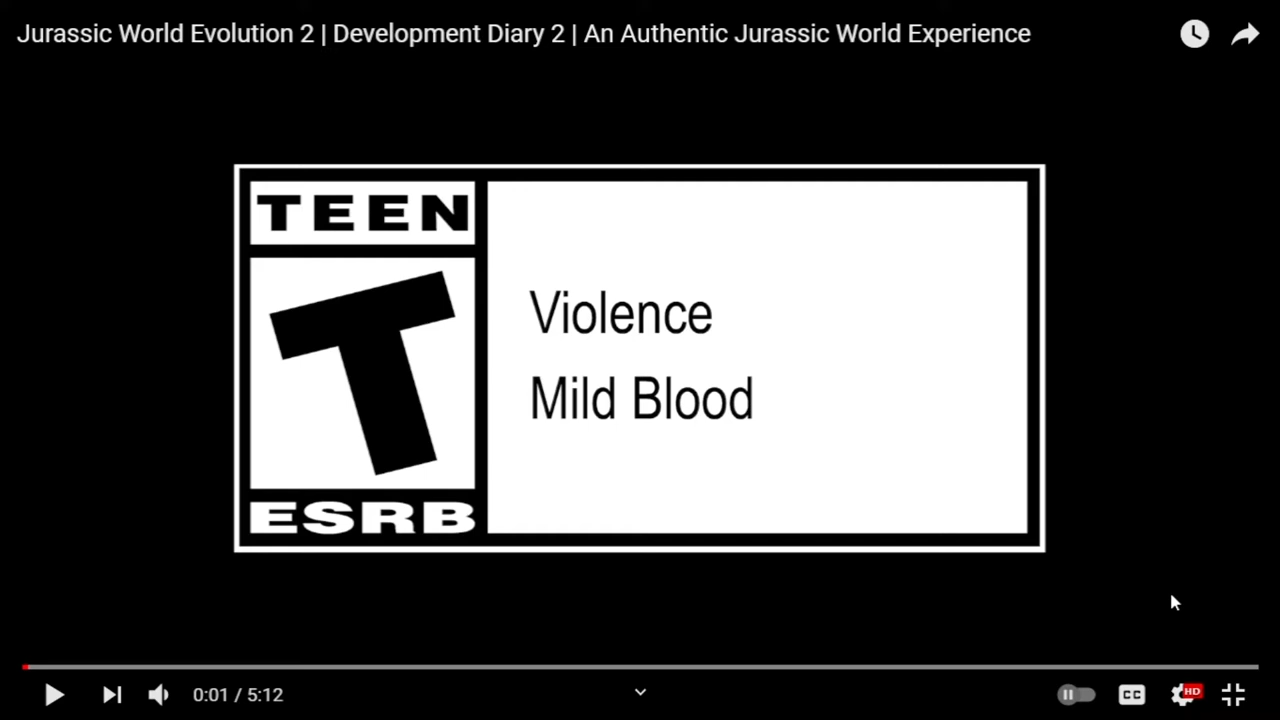 Jurassic World Evolution 2 | Development Diary 2 | An Authentic Jurassic World Experience
TEEN
T
Violence
Mild Blood
ESRB
0:01 / 5:12
CC
HD